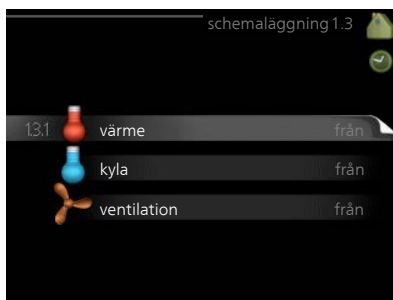 schemaläggning 1.3
1.3.1 värme från
kyla från
ventilation från